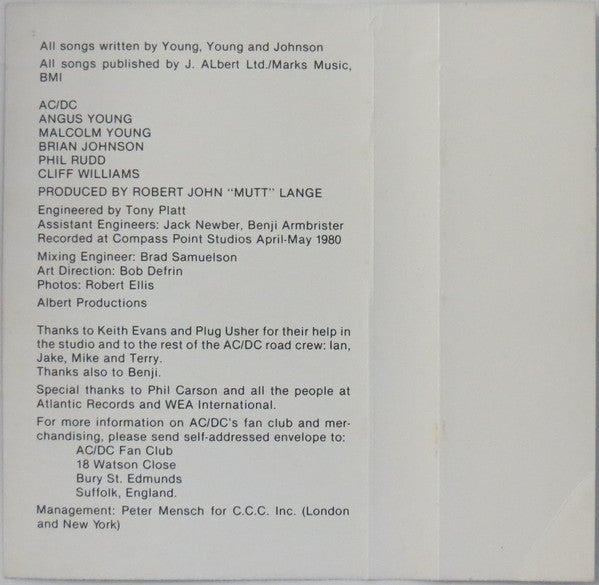 All songs written by Young, Young and Johnson
All songs published by J. ALbert Ltd./Marks Music,
BMI
AC/DC
ANGUS YOUNG
MALCOLM YOUNG
BRIAN JOHNSON
PHIL RUDD
CLIFF WILLIAMS
PRODUCED BY ROBERT JOHN "MUTT" LANGE
Engineered by Tony Platt
Assistant Engineers: Jack Newber, Benji Armbrister
Recorded at Compass Point Studios April-May 1980
Mixing Engineer: Brad Samuelson
Art Direction: Bob Defrin
Photos: Robert Ellis
Albert Productions
Thanks to Keith Evans and Plug Usher for their help in
the studio and to the rest of the AC/DC road crew: Ian,
Jake, Mike and Terry.
Thanks also to Benji.
Special thanks to Phil Carson and all the people at
Atlantic Records and WEA International.
For more information on AC/DC's fan club and mer-
chandising, please send self-addressed envelope to:
AC/DC Fan Club
18 Watson Close
Bury St. Edmunds
Suffolk, England.
Management: Peter Mensch for C.C.C. Inc. (London
and New York)